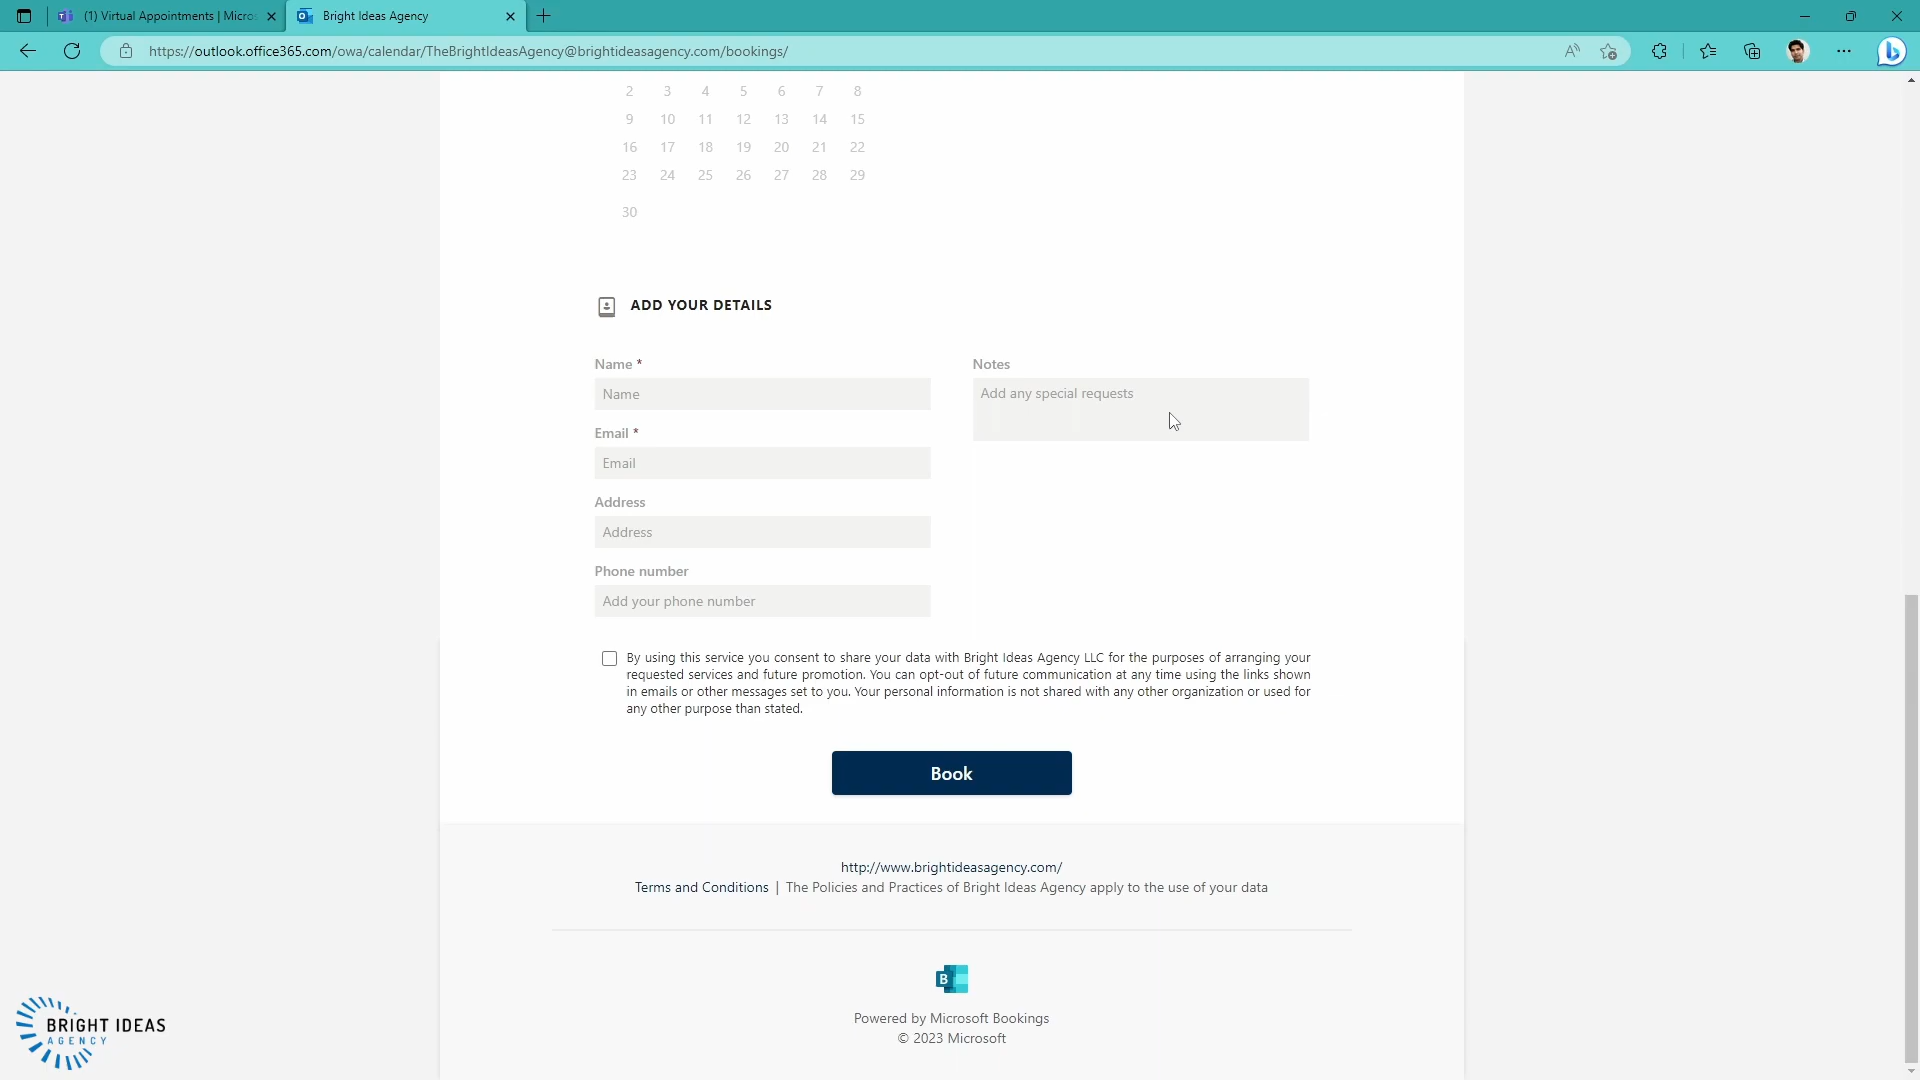 (1) Virtual Appointments | Micros
Bright Ideas Agency
https://outlook.office365.com/owa/calendar/TheBrightIdeasAgency@brightideasagency.com/bookings/
2 3 4 5 6 7 8
9 10 11 12 13 14 15
16 17 18 19 20 21 22
23 24 25 26 27 28 29
30
ADD YOUR DETAILS
Name *
Name
Email *
Email
Address
Address
Phone number
Add your phone number
Notes
Add any special requests
By using this service you consent to share your data with Bright Ideas Agency LLC for the purposes of arranging your
requested services and future promotion. You can opt-out of future communication at any time using the links shown
in emails or other messages set to you. Your personal information is not shared with any other organization or used for
any other purpose than stated.
Book
http://www.brightideasagency.com/
Terms and Conditions | The Policies and Practices of Bright Ideas Agency apply to the use of your data
B
Powered by Microsoft Bookings
© 2023 Microsoft
BRIGHT IDEAS
AGENCY